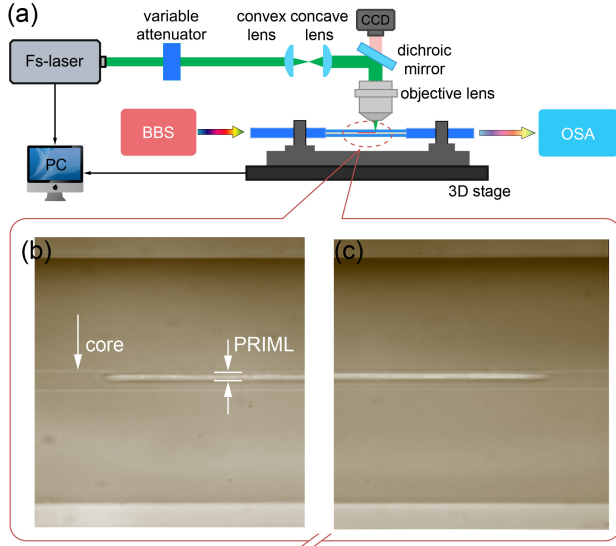 (a)
variable
attenuator
convex
lens
concave
lens
CCD
dichroic
mirror
Fs-laser
objective lens
BBS
OSA
PC
3D stage
(b)
(c)
core
PRIML